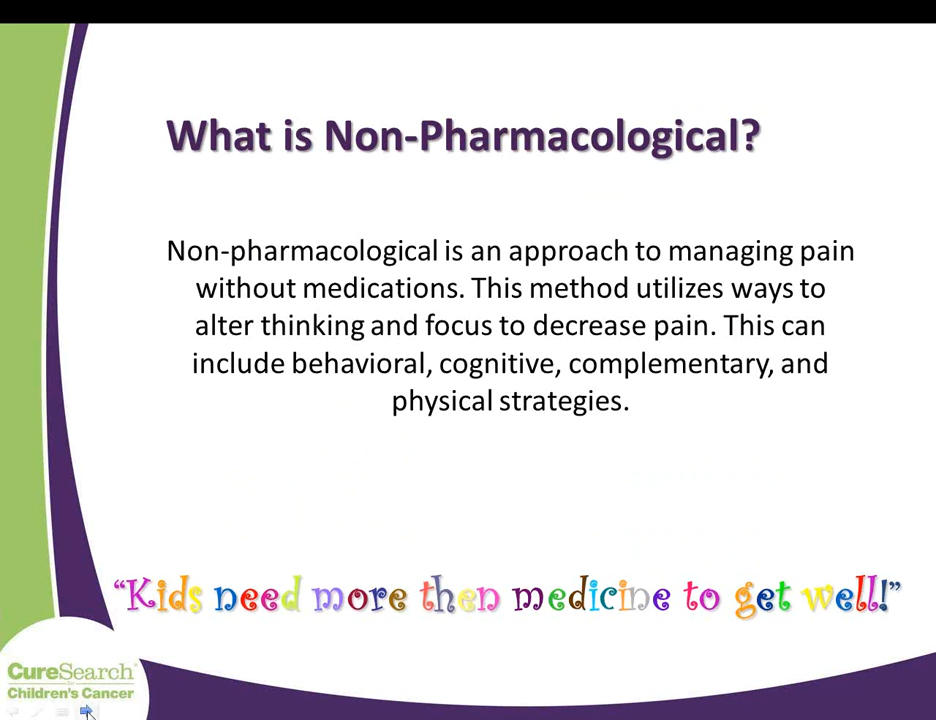 What is Non-Pharmacological?
Non-pharmacological is an approach to managing pain
without medications. This method utilizes ways to
alter thinking and focus to decrease pain. This can
include behavioral, cognitive, complementary, and
physical strategies.
“Kids need more then medicine to get well!”
CureSearch
Children's Cancer